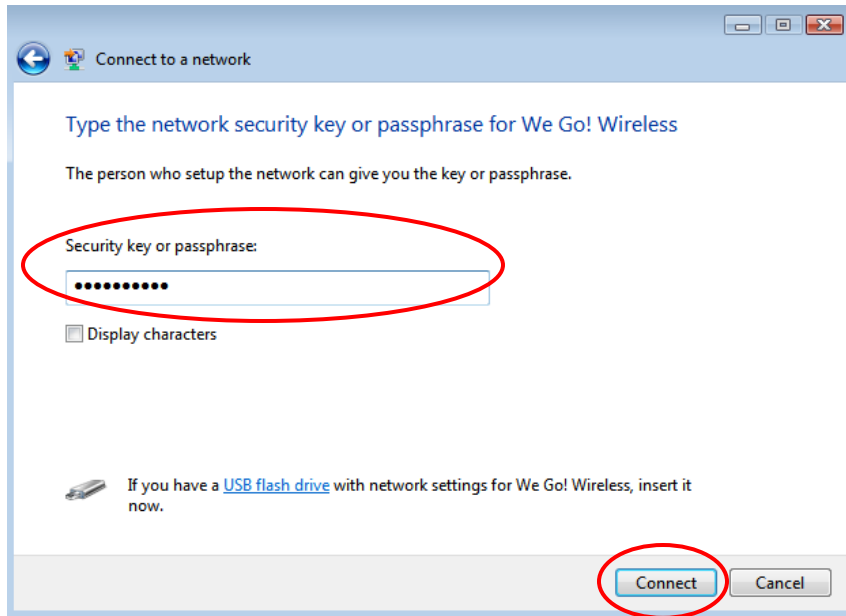 Connect to a network
Type the network security key or passphrase for We Go! Wireless
The person who setup the network can give you the key or passphrase.
Security key or passphrase:
••••••••••
Display characters
If you have a USB flash drive with network settings for We Go! Wireless, insert it
now.
Connect Cancel